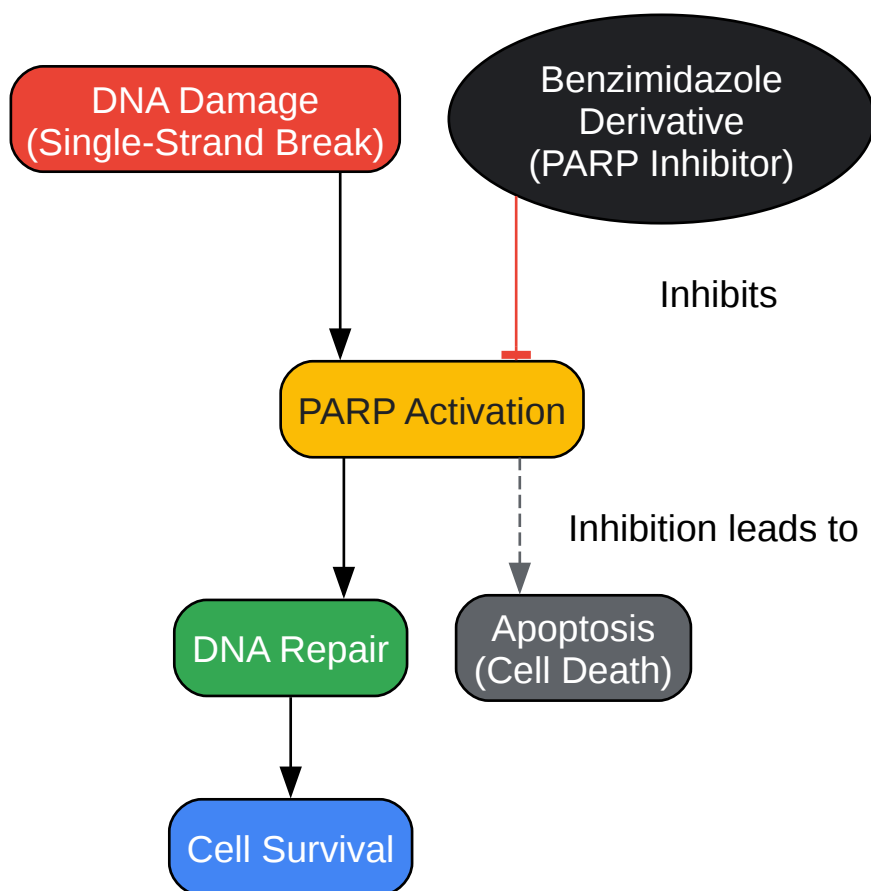 DNA Damage
(Single-Strand Break)
Benzimidazole
Derivative
(PARP Inhibitor)
Inhibits
PARP Activation
Inhibition leads to
DNA Repair
Apoptosis
(Cell Death)
Cell Survival